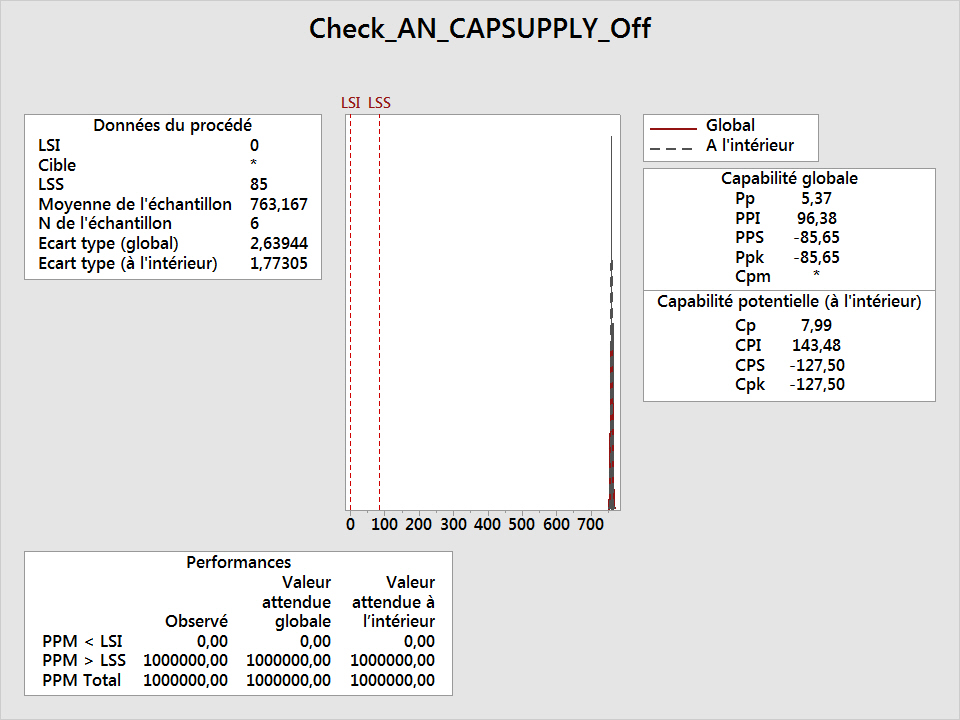 Check_AN_CAPSUPPLY_Off
LSI LSS
Données du procédé
LSI 0
Cible *
LSS 85
Moyenne de l'échantillon 763,167
N de l'échantillon 6
Ecart type (global) 2,63944
Ecart type (à l'intérieur) 1,77305
Global
A l'intérieur
Capabilité globale
Pp 5,37
PPI 96,38
PPS -85,65
Ppk -85,65
Cpm *
Capabilité potentielle (à l'intérieur)
Cp 7,99
CPI 143,48
CPS -127,50
Cpk -127,50
0 100 200 300 400 500 600 700
Performances
Valeur Valeur
attendue attendue à
Observé globale l'intérieur
PPM < LSI 0,00 0,00 0,00
PPM > LSS 1000000,00 1000000,00 1000000,00
PPM Total 1000000,00 1000000,00 1000000,00